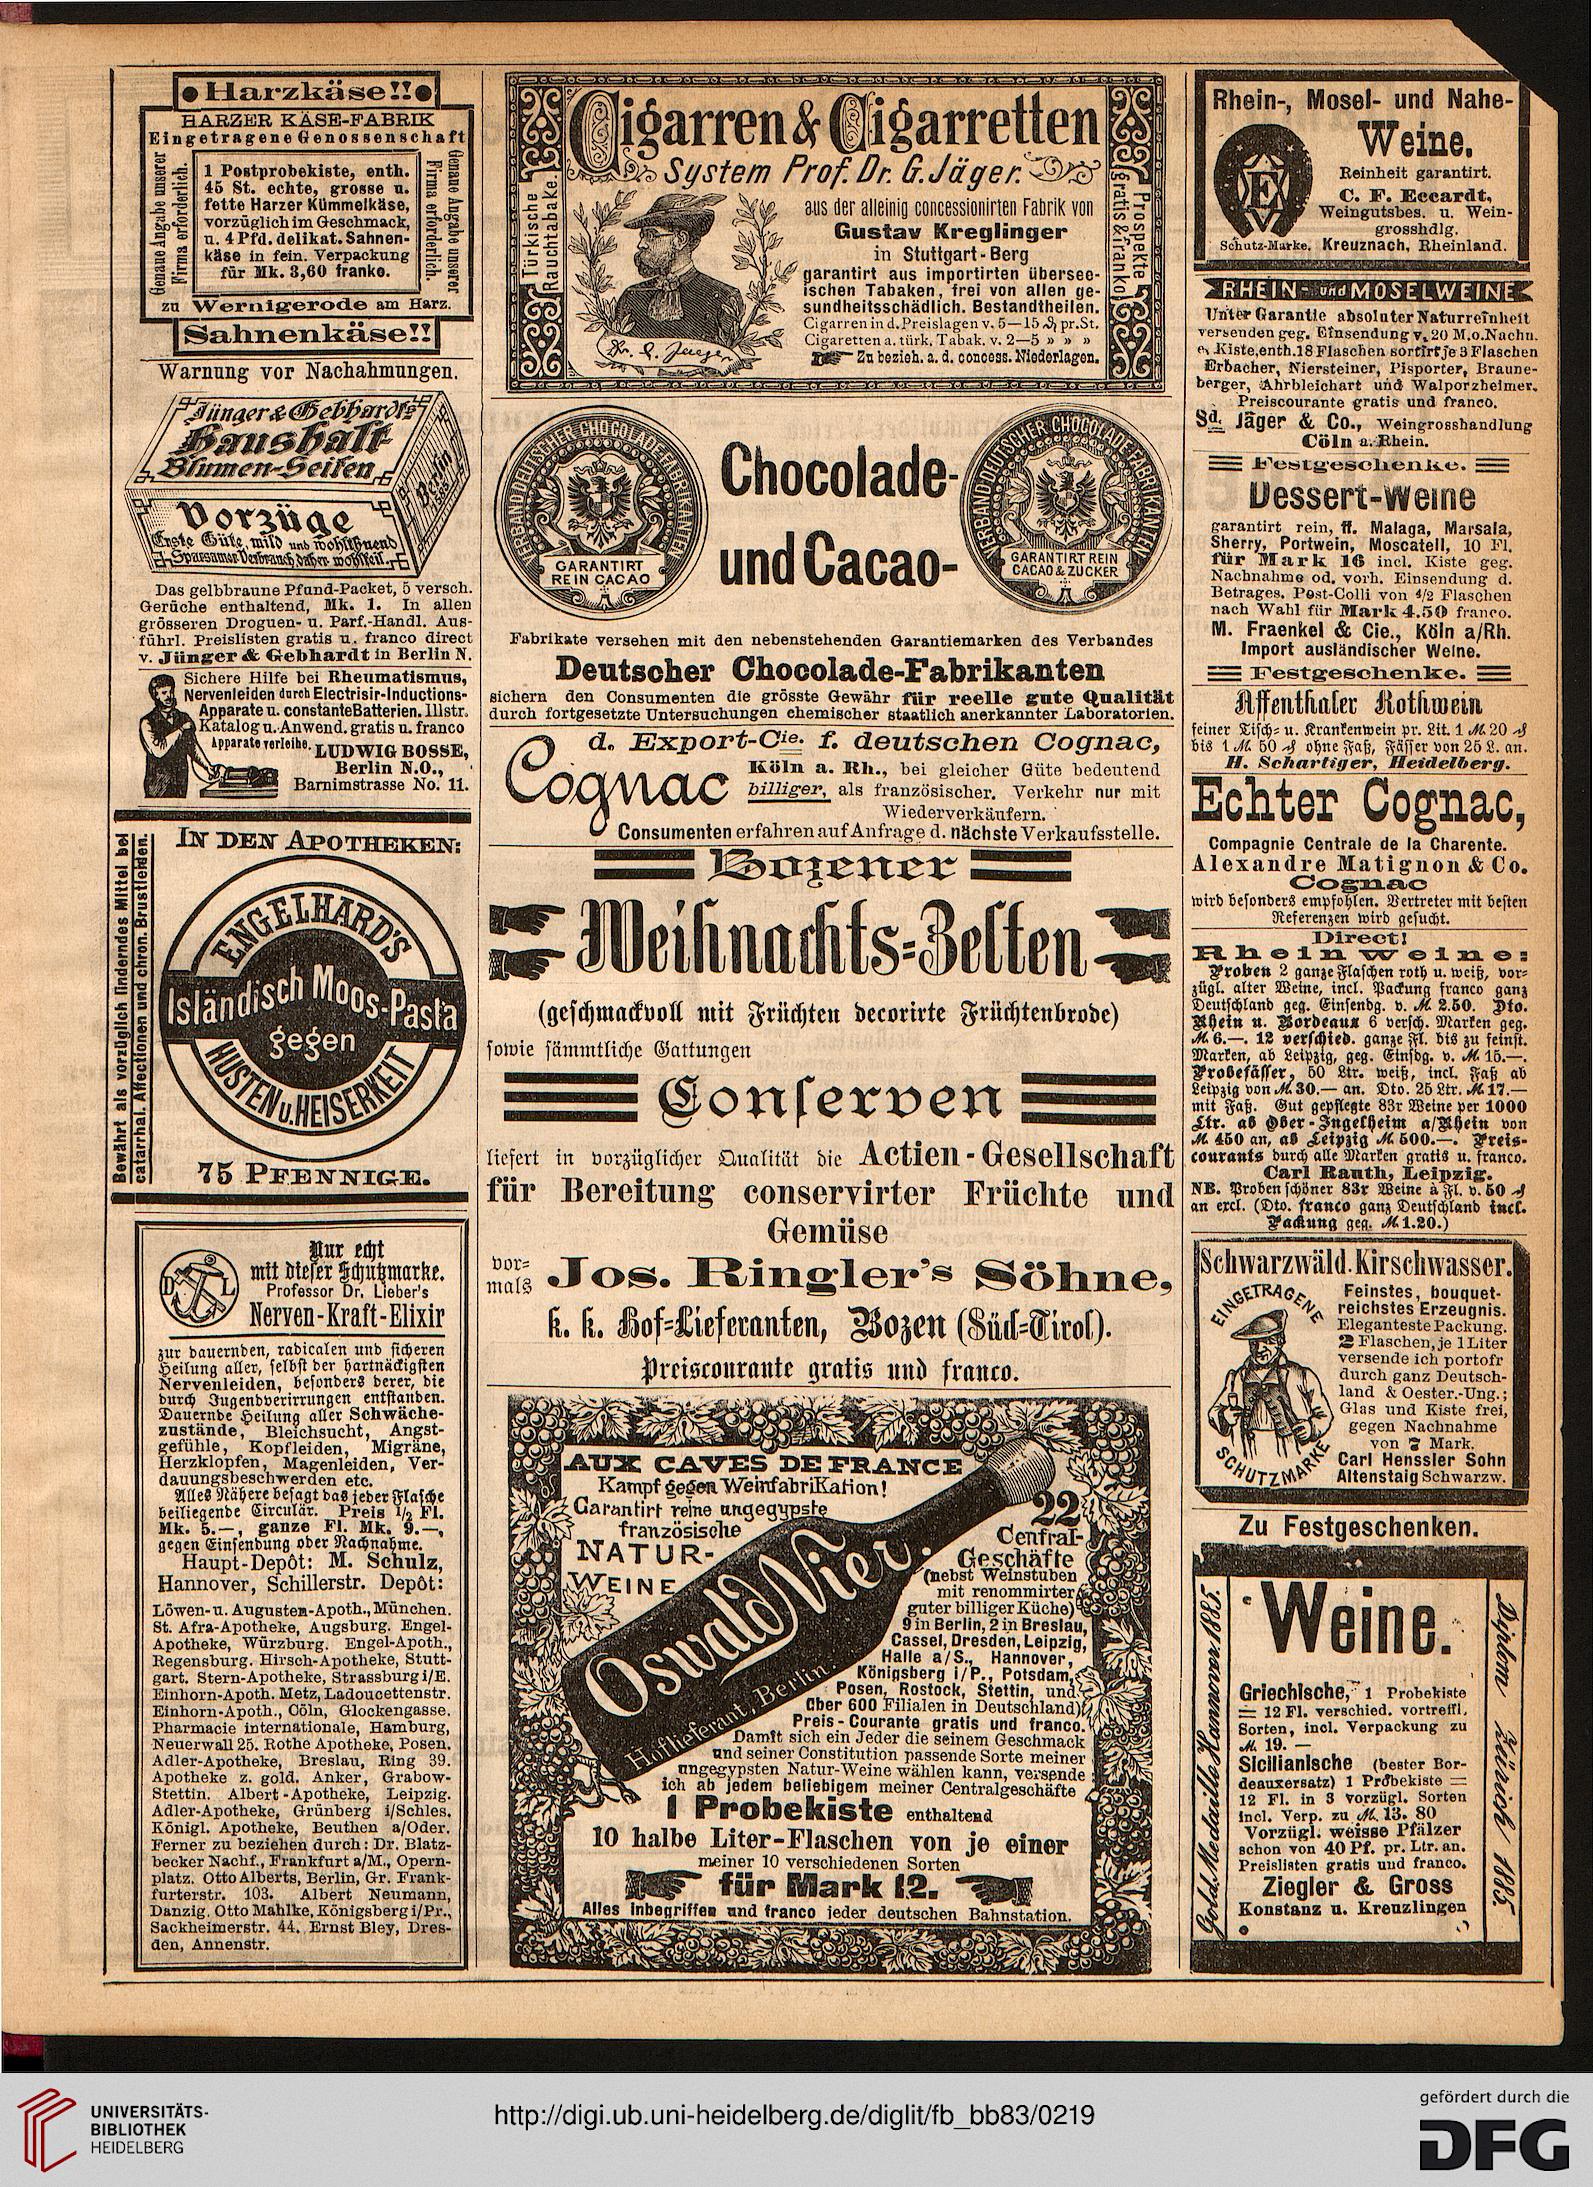 Harzkäse!!
HARZER KÄSE-FABRIK
Eingetragene Genossenschaft
Genaue Angabe unserer
Firma erforderlich.
1 Postprobekiste, enth.
45 St. echte, grosse u.
fette Harzer Kümmelkäse,
vorzüglich im Geschmack,
u. 4 Pfd. delikat. Sahnen-
käse in fein. Verpackung
für Mk. 3,60 franko.
Genaue Angabe unserer
Firma erforderlich.
zu Wernigerode am Harz.
Sahnenkäse!!
Warnung vor Nachahmungen.
Jünger & Gebhardt's
Haushalt
Blumen-Seifen
Berlin
Vorzüge
Erste Güte, mild und wohlthuend
Sparsamer Verbrauch, daher wohlfeil.
Das gelbbraune Pfund-Packet, 5 versch.
Gerüche enthaltend, Mk. 1. In allen
grösseren Droguen- u. Parf.-Handl. Aus-
führl. Preislisten gratis u. franco direct
v. Jünger & Gebhardt in Berlin N.
Sichere Hilfe bei Rheumatismus,
Nervenleiden durch Electrisir-Inductions-
Apparate u. constante Batterien. Illstr.
Katalog u. Anwend. gratis u. franco
Apparate verleihe. LUDWIG BOSSE,
Berlin N.O.,
Barnimstrasse No. 11.
Bewährt als vorzüglich linderndes Mittel bei
catarrhal. Affectionen und chron. Brustleiden.
IN DEN APOTHEKEN:
ENGELHARD'S
Isländisch Moos-Pasta
gegen
HUSTEN u. HEISERKEIT
75 PFENNIGE.
Nur echt
mit dieser Schutzmarke.
D L
Professor Dr. Lieber's
Nerven-Kraft-Elixir
zur dauernden, radicalen und sicheren
Heilung aller, selbst der hartnäckigsten
Nervenleiden, besonders derer, die
durch Jugendverirrungen entstanden.
Dauernde Heilung aller Schwäche-
zustände, Bleichsucht, Angst-
gefühle, Kopfleiden, Migräne,
Herzklopfen, Magenleiden, Ver-
dauungsbeschwerden etc.
Alles Nähere besagt das jeder Flasche
beiliegende Circulär. Preis 1/2 Fl.
Mk. 5.—, ganze Fl. Mk. 9.—,
gegen Einsendung oder Nachnahme.
Haupt-Depôt: M. Schulz,
Hannover, Schillerstr. Depôt:
Löwen- u. Augusten-Apoth., München.
St. Afra-Apotheke, Augsburg. Engel-
Apotheke, Würzburg. Engel-Apoth.,
Regensburg. Hirsch-Apotheke, Stutt-
gart. Stern-Apotheke, Strassburg i/E.
Einhorn-Apoth. Metz, Ladoucettenstr.
Einhorn-Apoth., Cöln, Glockengasse.
Pharmacie internationale, Hamburg,
Neuerwall 25. Rothe Apotheke, Posen.
Adler-Apotheke, Breslau, Ring 39.
Apotheke z. gold. Anker, Grabow-
Stettin. Albert-Apotheke, Leipzig.
Adler-Apotheke, Grünberg i/Schles.
Königl. Apotheke, Beuthen a/Oder.
Ferner zu beziehen durch: Dr. Blatz-
becker Nachf., Frankfurt a/M., Opern-
platz. Otto Alberts, Berlin, Gr. Frank-
furterstr. 103. Albert Neumann,
Danzig. Otto Mahlke, Königsberg i/Pr.,
Sackheimerstr. 44. Ernst Bley, Dres-
den, Annenstr.
Cigarren & Cigarretten
System Prof. Dr. G. Jäger.
Türkische
Rauchtabake.
aus der alleinig concessionirten Fabrik von
Gustav Kreglinger
in Stuttgart-Berg
garantirt aus importirten übersee-
ischen Tabaken, frei von allen ge-
sundheitsschädlich. Bestandtheilen.
Cigarren in d. Preislagen v. 5—15 ₰ pr. St.
Cigaretten a. türk. Tabak. v. 2—5 » » »
Zu bezieh. a. d. concess. Niederlagen.
Dr. G. Jaeger
Prospekte
gratis & franko
VERBAND DEUTSCHER CHOCOLADE-FABRIKANTEN
GARANTIRT
REIN CACAO
Chocolade-
und Cacao-
VERBAND DEUTSCHER CHOCOLADE-FABRIKANTEN
GARANTIRT REIN
CACAO & ZUCKER
Fabrikate versehen mit den nebenstehenden Garantiemarken des Verbandes
Deutscher Chocolade-Fabrikanten
sichern den Consumenten die grösste Gewähr für reelle gute Qualität
durch fortgesetzte Untersuchungen chemischer staatlich anerkannter Laboratorien.
Cognac
d. Export-Cie. f. deutschen Cognac,
Köln a. Rh., bei gleicher Güte bedeutend
billiger, als französischer. Verkehr nur mit
Wiederverkäufern.
Consumenten erfahren auf Anfrage d. nächste Verkaufsstelle.
Bozener
Weihnachts-Zelten
(geschmackvoll mit Früchten decorirte Früchtenbrode)
sowie sämmtliche Gattungen
Conserven
liefert in vorzüglicher Qualität die Actien-Gesellschaft
für Bereitung conservirter Früchte und
Gemüse
vormals Jos. Ringler's Söhne,
k. k. Hof-Lieferanten, Bozen (Süd-Tirol).
Preiscourante gratis und franco.
AUX CAVES DE FRANCE
Kampf gegen Weinfabrikation!
Garantirt reine ungegypste
französische
NATUR-
WEINE
Oswald Nier.
Hoflieferant, Berlin.
22
Central-
Geschäfte
(nebst Weinstuben
mit renommirter
guter billiger Küche)
9 in Berlin, 2 in Breslau,
Cassel, Dresden, Leipzig,
Halle a/S., Hannover,
Königsberg i/P., Potsdam,
Posen, Rostock, Stettin, und
über 600 Filialen in Deutschland)
Preis-Courante gratis und franco.
Damit sich ein Jeder die seinem Geschmack
und seiner Constitution passende Sorte meiner
ungegypsten Natur-Weine wählen kann, versende
ich ab jedem beliebigem meiner Centralgeschäfte
1 Probekiste enthaltend
10 halbe Liter-Flaschen von je einer
meiner 10 verschiedenen Sorten
für Mark 12.
Alles inbegriffen und franco jeder deutschen Bahnstation.
Rhein-, Mosel- und Nahe-
Weine.
E
Reinheit garantirt.
C. F. Eccardt,
Weingutsbes. u. Wein-
grosshdlg.
Schutz-Marke. Kreuznach, Rheinland.
RHEIN- und MOSELWEINE
Unter Garantie absoluter Naturreinheit
versenden geg. Einsendung v. 20 M. o. Nachn.
Kiste, enth. 18 Flaschen sortirt je 3 Flaschen
Erbacher, Niersteiner, Pisporter, Braune-
berger, Ahrbleichart und Walporzheimer.
Preiscourante gratis und franco.
Sd. Jäger & Co., Weingrosshandlung
Cöln a. Rhein.
Festgeschenke.
Dessert-Weine
garantirt rein, ff. Malaga, Marsala,
Sherry, Portwein, Moscatell, 10 Fl.
für Mark 16 incl. Kiste geg.
Nachnahme od. vorh. Einsendung d.
Betrages. Post-Colli von 4/2 Flaschen
nach Wahl für Mark 4.50 franco.
M. Fraenkel & Cie., Köln a/Rh.
Import ausländischer Weine.
Festgeschenke.
Affenthaler Rothwein
feiner Tisch- u. Krankenwein pr. Lit. 1 M. 20 ₰
bis 1 M. 50 ₰ ohne Faß, Fässer von 25 L. an.
H. Schartiger, Heidelberg.
Echter Cognac,
Compagnie Centrale de la Charente.
Alexandre Matignon & Co.
Cognac
wird besonders empfohlen. Vertreter mit besten
Referenzen wird gesucht.
Direct!
Rheinweine:
Proben 2 ganze Flaschen roth u. weiß, vor-
zügl. alter Weine, incl. Packung franco ganz
Deutschland geg. Einsendg. v. M. 2.50. Dto.
Rhein u. Bordeaux 6 versch. Marken geg.
M. 6.—. 12 verschied. ganze Fl. bis zu feinst.
Marken, ab Leipzig, geg. Einsdg. v. M. 15.—.
Probefässer, 50 Ltr. weiß, incl. Faß ab
Leipzig von M. 30.— an. Dto. 25 Ltr. M. 17.—
mit Faß. Gut gepflegte 83r Weine per 1000
Ltr. ab Ober-Ingelheim a/Rhein von
M. 450 an, ab Leipzig M. 500.—. Preis-
courants durch alle Marken gratis u. franco.
Carl Rauth, Leipzig.
NB. Proben schöner 83r Weine à Fl. v. 50 ₰
an excl. (Dto. franco ganz Deutschland incl.
Packung geg. M. 1.20.)
Schwarzwäld. Kirschwasser.
EINGETRAGENE
SCHUTZMARKE
Feinstes, bouquet-
reichstes Erzeugnis.
Eleganteste Packung.
2 Flaschen, je 1 Liter
versende ich portofr
durch ganz Deutsch-
land & Oester.-Ung.;
Glas und Kiste frei,
gegen Nachnahme
von 7 Mark.
Carl Henssler Sohn
Altenstaig Schwarzw.
Zu Festgeschenken.
Gold. Medaille Hannover. 1885.
Weine.
Griechische, 1 Probekiste
= 12 Fl. verschied. vortreffl.
Sorten, incl. Verpackung zu
M. 19. —
Sicilianische (bester Bor-
deauxersatz) 1 Probekiste =
12 Fl. in 3 vorzügl. Sorten
incl. Verp. zu M. 13. 80
Vorzügl. weisse Pfälzer
schon von 40 Pf. pr. Ltr. an.
Preislisten gratis und franco.
Ziegler & Gross
Konstanz u. Kreuzlingen
Diplom Zürich 1885.
UNIVERSITÄTS-
BIBLIOTHEK
HEIDELBERG
http://digi.ub.uni-heidelberg.de/diglit/fb_bb83/0219
gefördert durch die
DFG